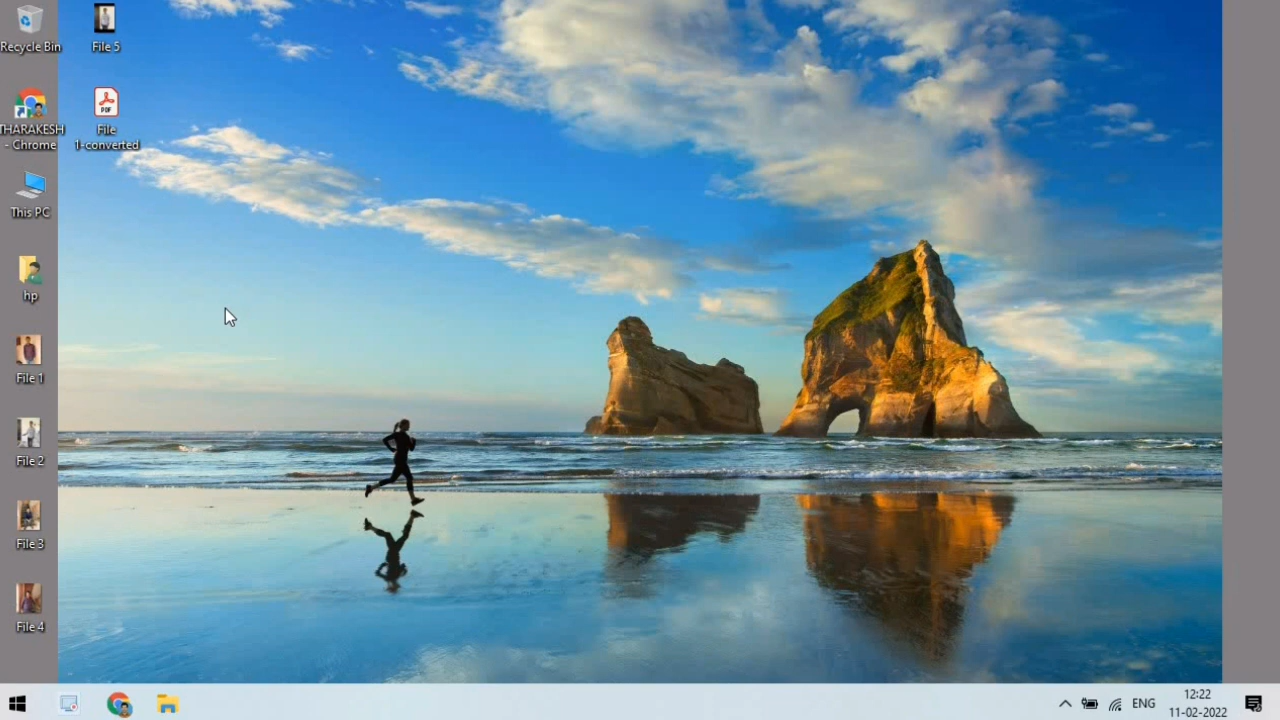 Recycle Bin
File 5
THARAKESH
- Chrome
PDF
File
1-converted
This PC
hp
File 1
File 2
File 3
File 4
ENG
12:22
11-02-2022